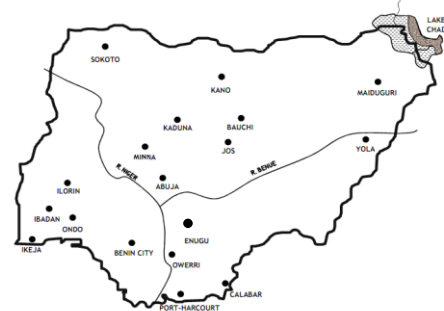 LAKE
CHAD
SOKOTO
KANO
MAIDUGURI
KADUNA
BAUCHI
MINNA
JOS
YOLA
R. NIGER
R. BENUE
ABUJA
ILORIN
IBADAN
ONDO
ENUGU
IKEJA
BENIN CITY
OWERRI
CALABAR
PORT-HARCOURT